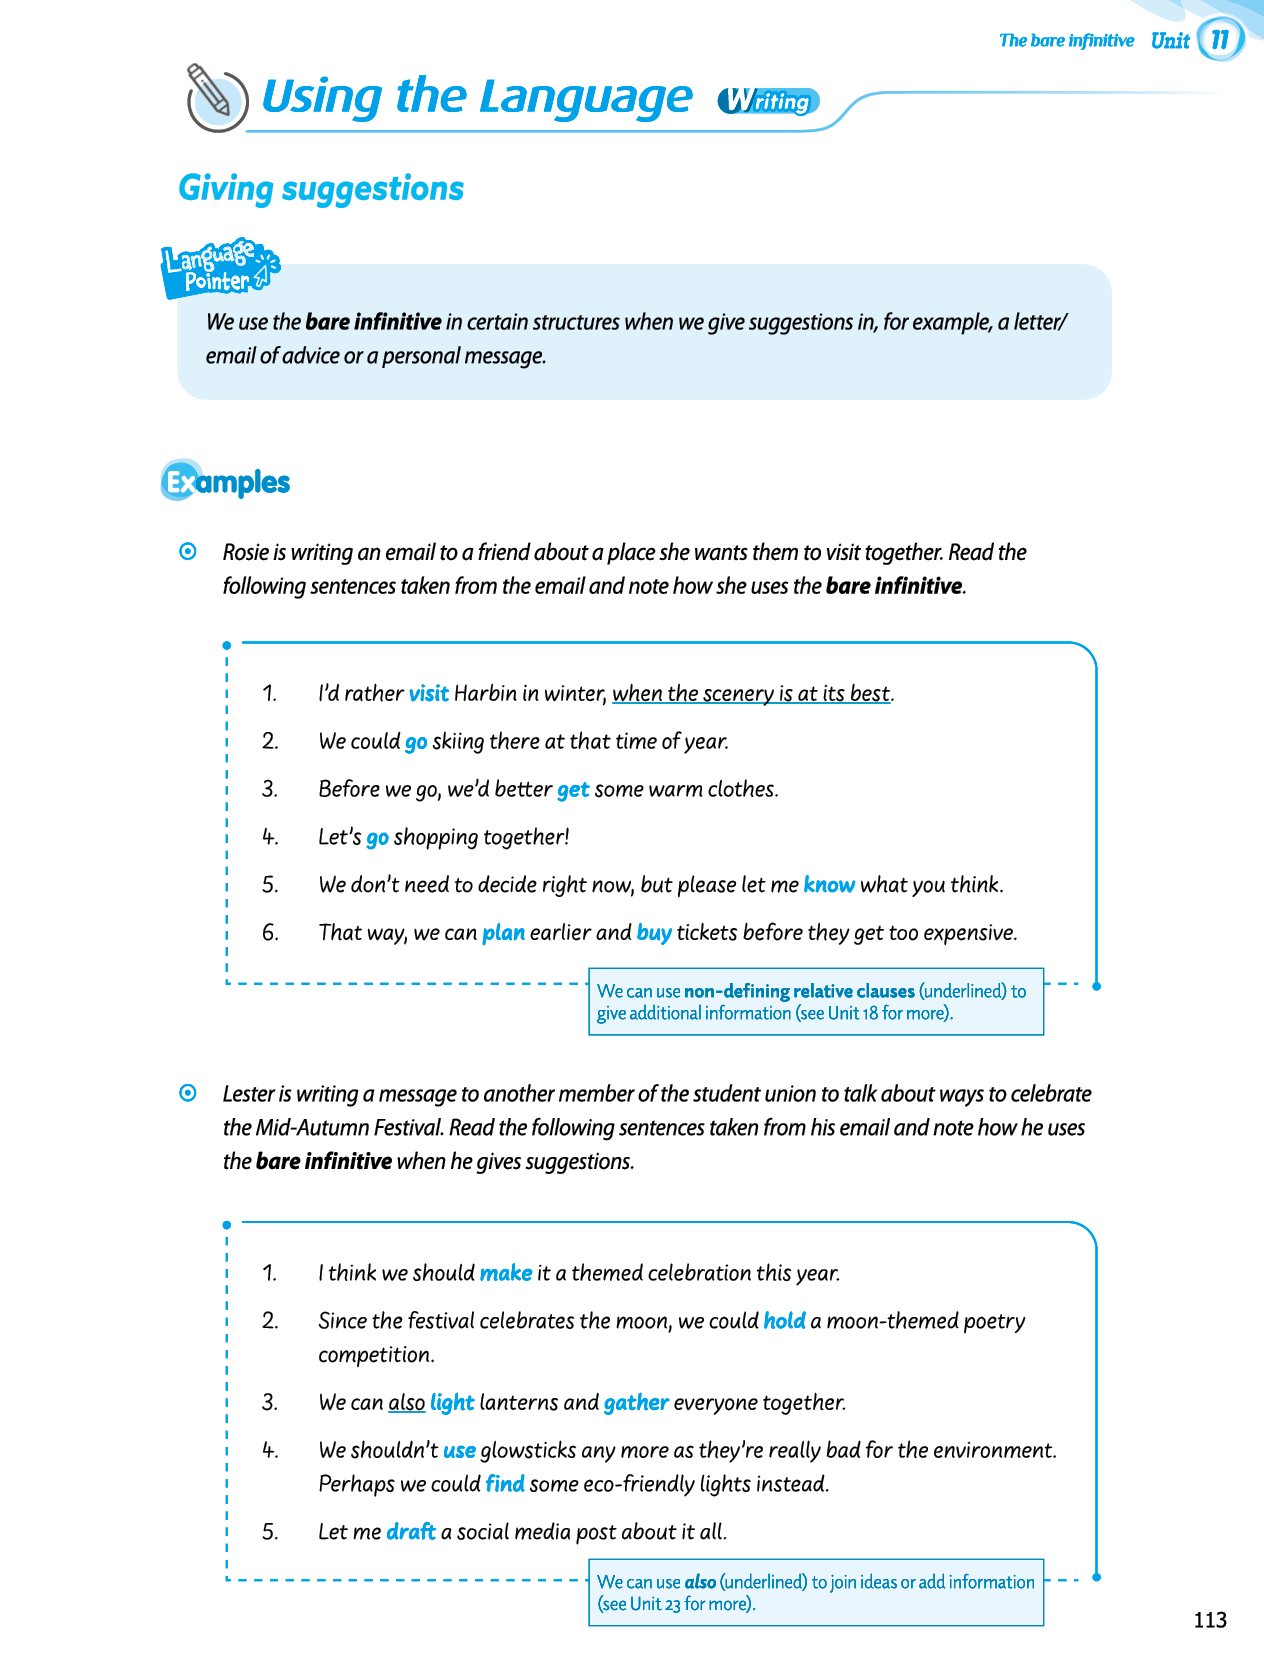 The bare infinitive Unit 11
Using the Language Writing
Giving suggestions
Language
Pointer
We use the bare infinitive in certain structures when we give suggestions in, for example, a letter/
email of advice or a personal message.
Examples
Rosie is writing an email to a friend about a place she wants them to visit together. Read the
following sentences taken from the email and note how she uses the bare infinitive.
1. I'd rather visit Harbin in winter, when the scenery is at its best.
2. We could go skiing there at that time of year.
3. Before we go, we'd better get some warm clothes.
4. Let's go shopping together!
5. We don't need to decide right now, but please let me know what you think.
6. That way, we can plan earlier and buy tickets before they get too expensive.
We can use non-defining relative clauses (underlined) to
give additional information (see Unit 18 for more).
Lester is writing a message to another member of the student union to talk about ways to celebrate
the Mid-Autumn Festival. Read the following sentences taken from his email and note how he uses
the bare infinitive when he gives suggestions.
1. I think we should make it a themed celebration this year.
2. Since the festival celebrates the moon, we could hold a moon-themed poetry
competition.
3. We can also light lanterns and gather everyone together.
4. We shouldn't use glowsticks any more as they're really bad for the environment.
Perhaps we could find some eco-friendly lights instead.
5. Let me draft a social media post about it all.
We can use also (underlined) to join ideas or add information
(see Unit 23 for more).
113